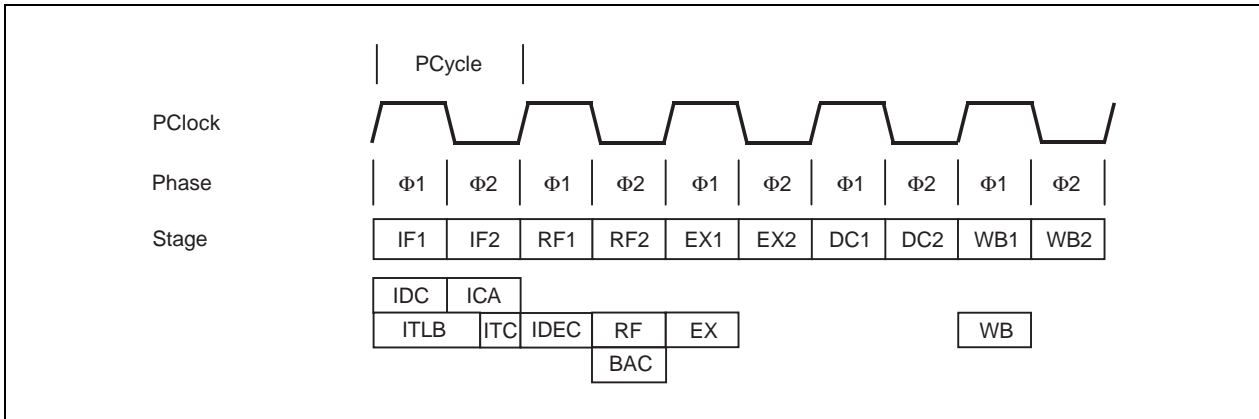 PCycle
PClock
Phase Φ1 Φ2 Φ1 Φ2 Φ1 Φ2 Φ1 Φ2 Φ1 Φ2
Stage IF1 IF2 RF1 RF2 EX1 EX2 DC1 DC2 WB1 WB2
IDC ICA
ITLB ITC IDEC RF EX WB
BAC